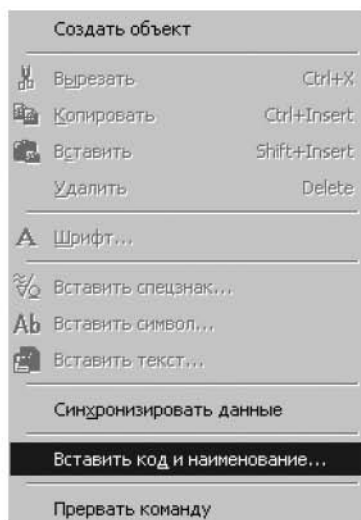 Создать объект
Вырезать Ctrl+X
Копировать Ctrl+Insert
Вставить Shift+Insert
Удалить Delete
A Шрифт...
Вставить спецзнак...
Ab Вставить символ...
Вставить текст...
Синхронизировать данные
Вставить код и наименование...
Прервать команду